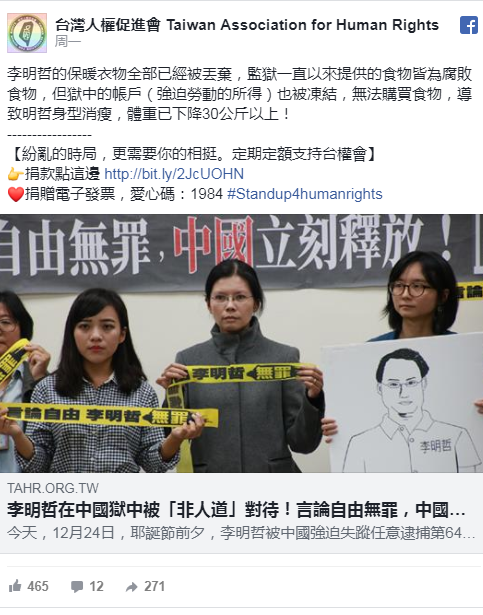 台灣人權促進會 Taiwan Association for Human Rights
周一
李明哲的保暖衣物全部已經被丟棄，監獄一直以來提供的食物皆為腐敗
食物，但獄中的帳戶（強迫勞動的所得）也被凍結，無法購買食物，導
致明哲身型消瘦，體重已下降30公斤以上！
-----------------
【紛亂的時局，更需要你的相挺。定期定額支持台權會】
👉捐款點這邊 http://bit.ly/2JcUOHN
❤️捐贈電子發票，愛心碼：1984 #Standup4humanrights
自由無罪，中國立刻釋放！
李明哲 無罪
言論自由 李明哲 無罪
李明哲
TAHR.ORG.TW
李明哲在中國獄中被「非人道」對待！言論自由無罪，中國...
今天，12月24日，耶誕節前夕，李明哲被中國強迫失蹤任意逮捕第64...
465 12 271